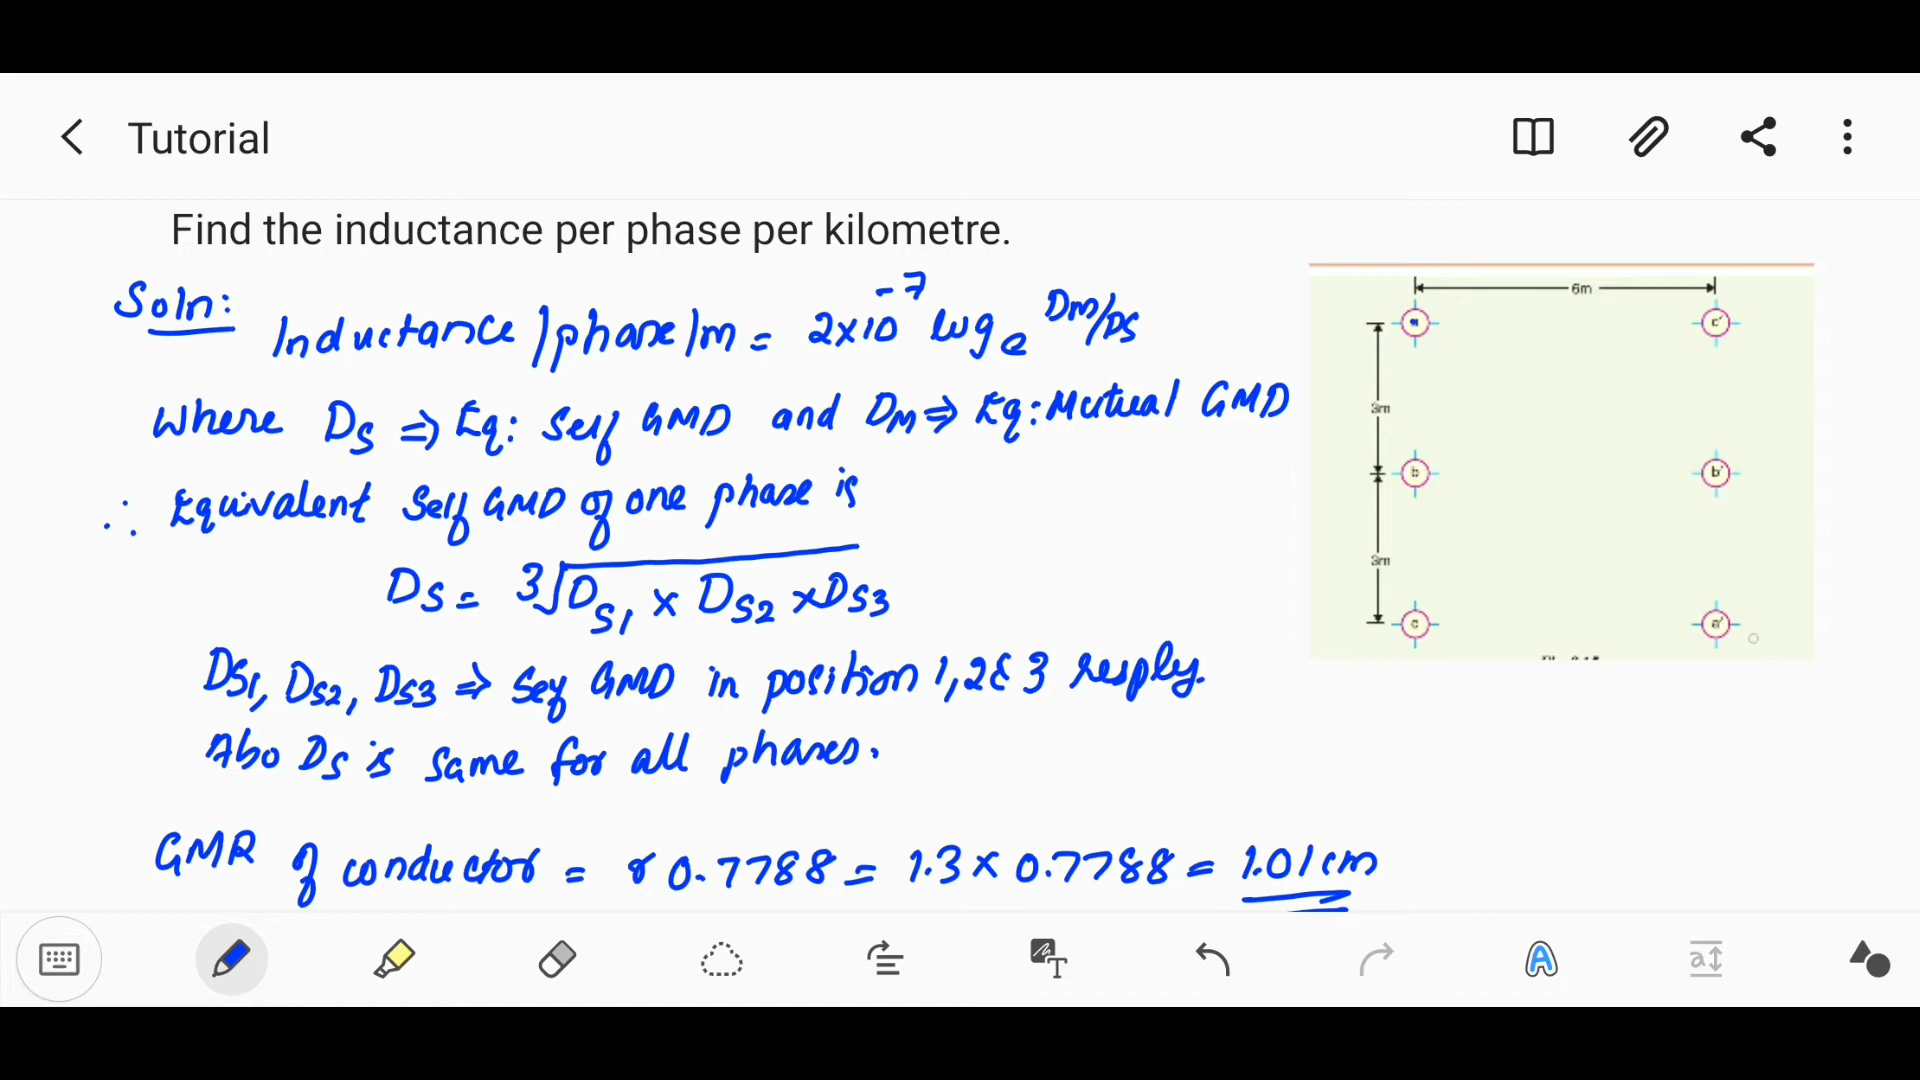 Tutorial
Find the inductance per phase per kilometre.
Soln:
Inductance/phase/m = 2×10⁻⁷ logₑ Dm/Ds
Where Ds ⇒ Eq: Self GMD and DM ⇒ Eq: Mutual GMD
∴ Equivalent Self GMD of one phase is
Ds = ³√DS1 × DS2 × DS3
DS1, DS2, DS3 ⇒ Self GMD in position 1, 2 & 3 resply.
Also Ds is same for all phases.
GMR of conductor = r 0.7788 = 1.3 × 0.7788 = 1.01 cm
6m
a
c'
3m
b
b'
3m
c
a'